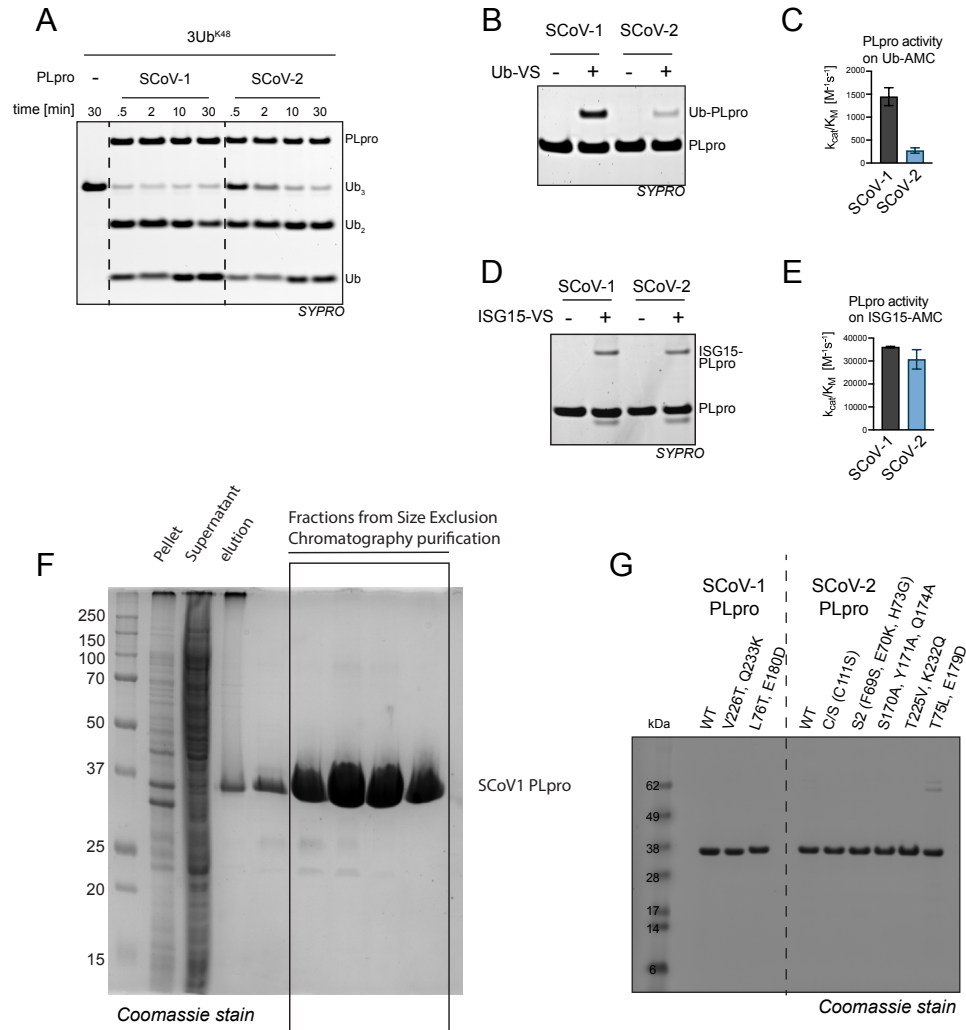 A
3Ub^K48
PLpro - SCoV-1 SCoV-2
time [min] 30 .5 2 10 30 .5 2 10 30
PLpro
Ub₃
Ub₂
Ub
SYPRO
B
SCoV-1 SCoV-2
Ub-VS - + - +
Ub-PLpro
PLpro
SYPRO
C
PLpro activity
on Ub-AMC
k_cat/K_M [M⁻¹s⁻¹]
2000
1500
1000
500
0
SCoV-1
SCoV-2
D
SCoV-1 SCoV-2
ISG15-VS - + - +
ISG15-
PLpro
PLpro
SYPRO
E
PLpro activity
on ISG15-AMC
k_cat/K_M [M⁻¹s⁻¹]
40000
30000
20000
10000
0
SCoV-1
SCoV-2
F
Pellet
Supernatant
elution
Fractions from Size Exclusion
Chromatography purification
250
150
100
70
50
37
25
20
15
SCoV1 PLpro
Coomassie stain
G
SCoV-1
PLpro
SCoV-2
PLpro
kDa
WT
V226T, Q233K
L76T, E180D
WT
C/S (C111S)
S2 (F69S, E70K, H73G)
S170A, Y171A, Q174A
T225V, K232Q
T75L, E179D
62
49
38
28
17
14
6
Coomassie stain